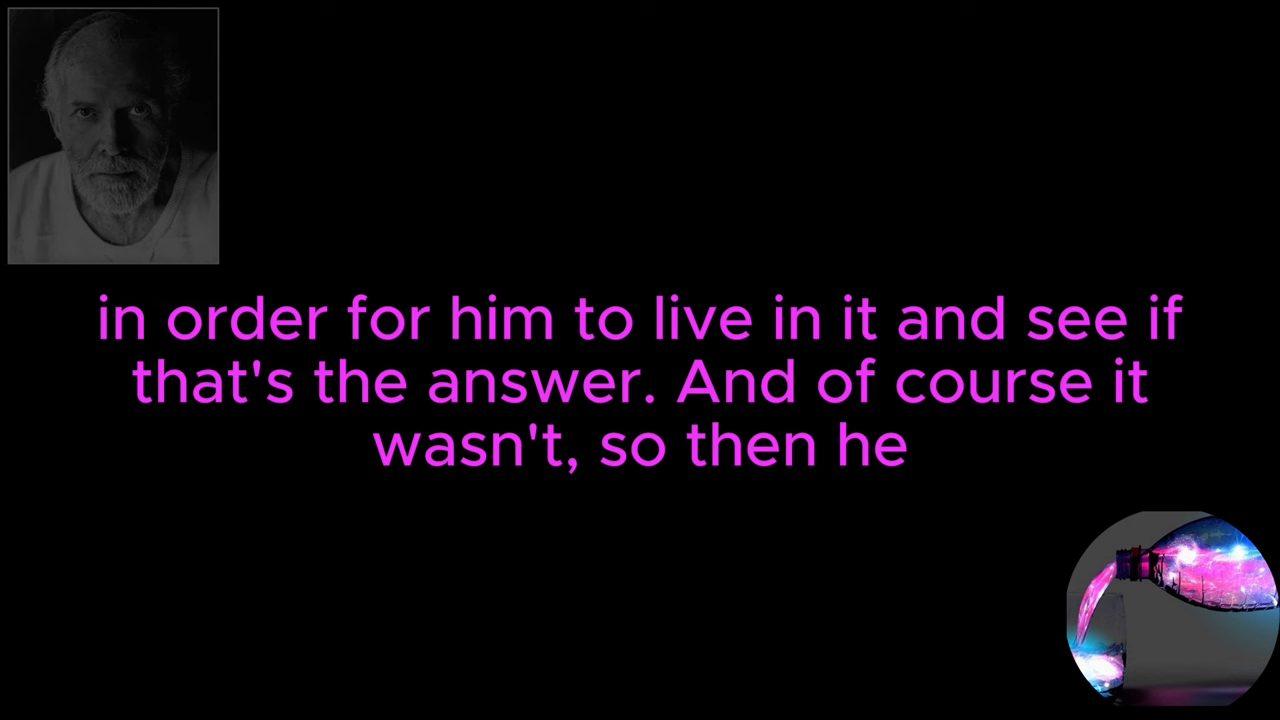 in order for him to live in it and see if
that's the answer. And of course it
wasn't, so then he